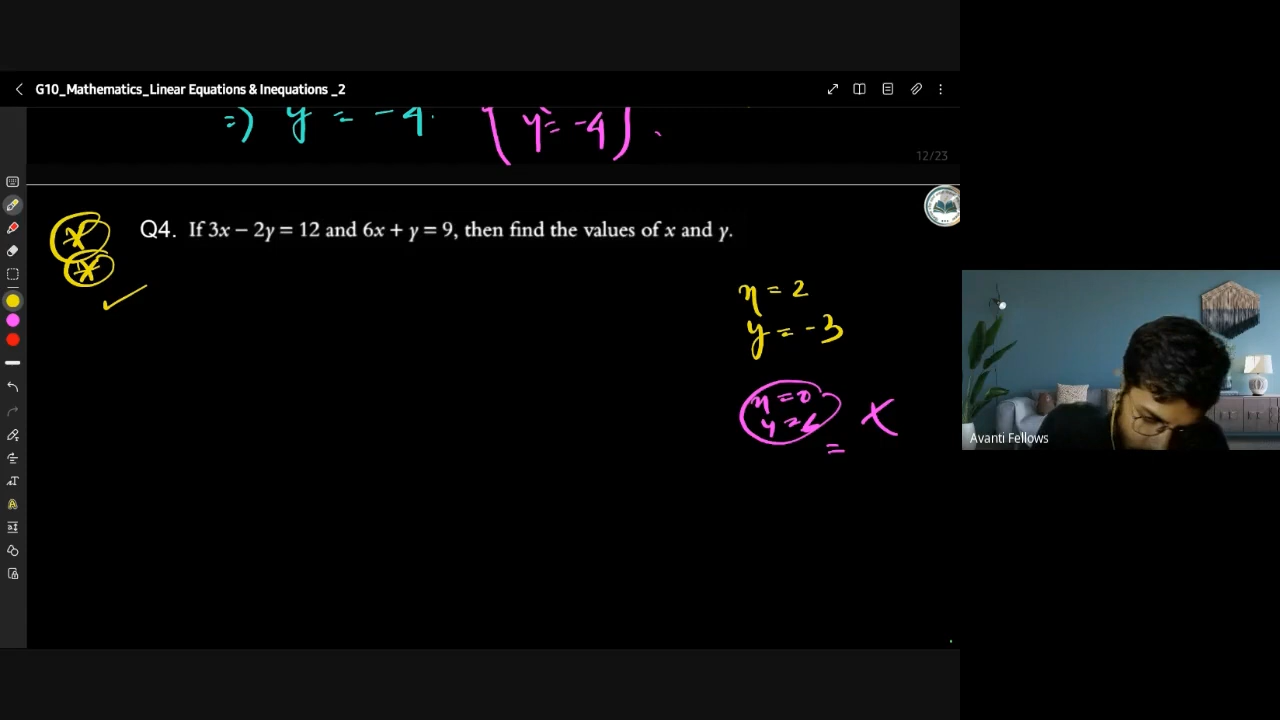 G10_Mathematics_Linear Equations & Inequations _2
=) y = -4. y = -4
12/23
Q4. If 3x − 2y = 12 and 6x + y = 9, then find the values of x and y.
x = 2
y = -3
x = 0
y = 6
=
Avanti Fellows